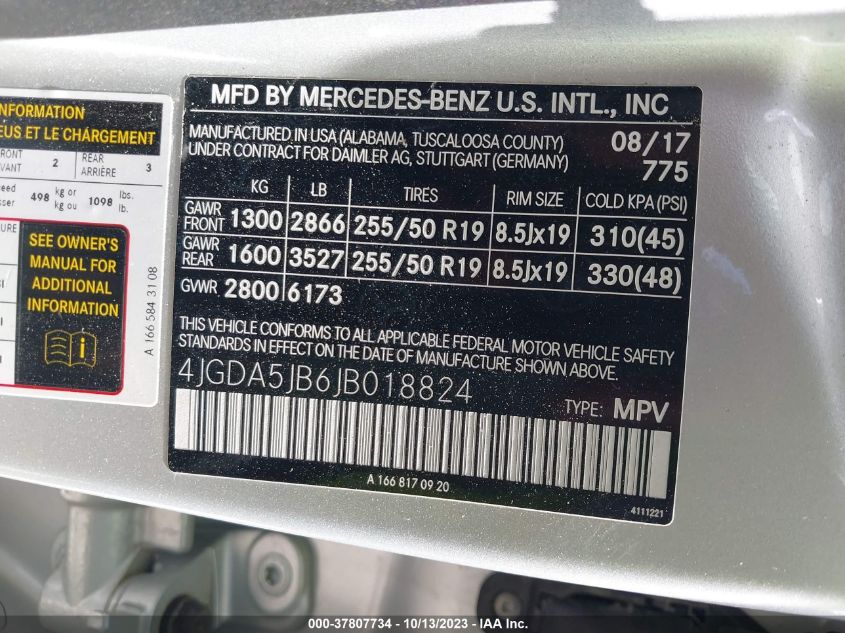 INFORMATION
EUS ET LE CHARGEMENT
FRONT 2 REAR 3
VANT ARRIÈRE
498 kg or 1098 lbs.
kg ou lb.
SEE OWNER'S
MANUAL FOR
ADDITIONAL
INFORMATION
A 166 584 31 08
MFD BY MERCEDES-BENZ U.S. INTL., INC
MANUFACTURED IN USA (ALABAMA, TUSCALOOSA COUNTY) 08/17
UNDER CONTRACT FOR DAIMLER AG, STUTTGART (GERMANY) 775
KG LB TIRES RIM SIZE COLD KPA (PSI)
GAWR FRONT 1300 2866 255/50 R19 8.5Jx19 310(45)
GAWR REAR 1600 3527 255/50 R19 8.5Jx19 330(48)
GVWR 2800 6173
THIS VEHICLE CONFORMS TO ALL APPLICABLE FEDERAL MOTOR VEHICLE SAFETY
STANDARDS IN EFFECT ON THE DATE OF MANUFACTURE SHOWN ABOVE.
4JGDA5JB6JB018824
TYPE: MPV
A 166 817 09 20
4111221
000-37807734 - 10/13/2023 - IAA Inc.